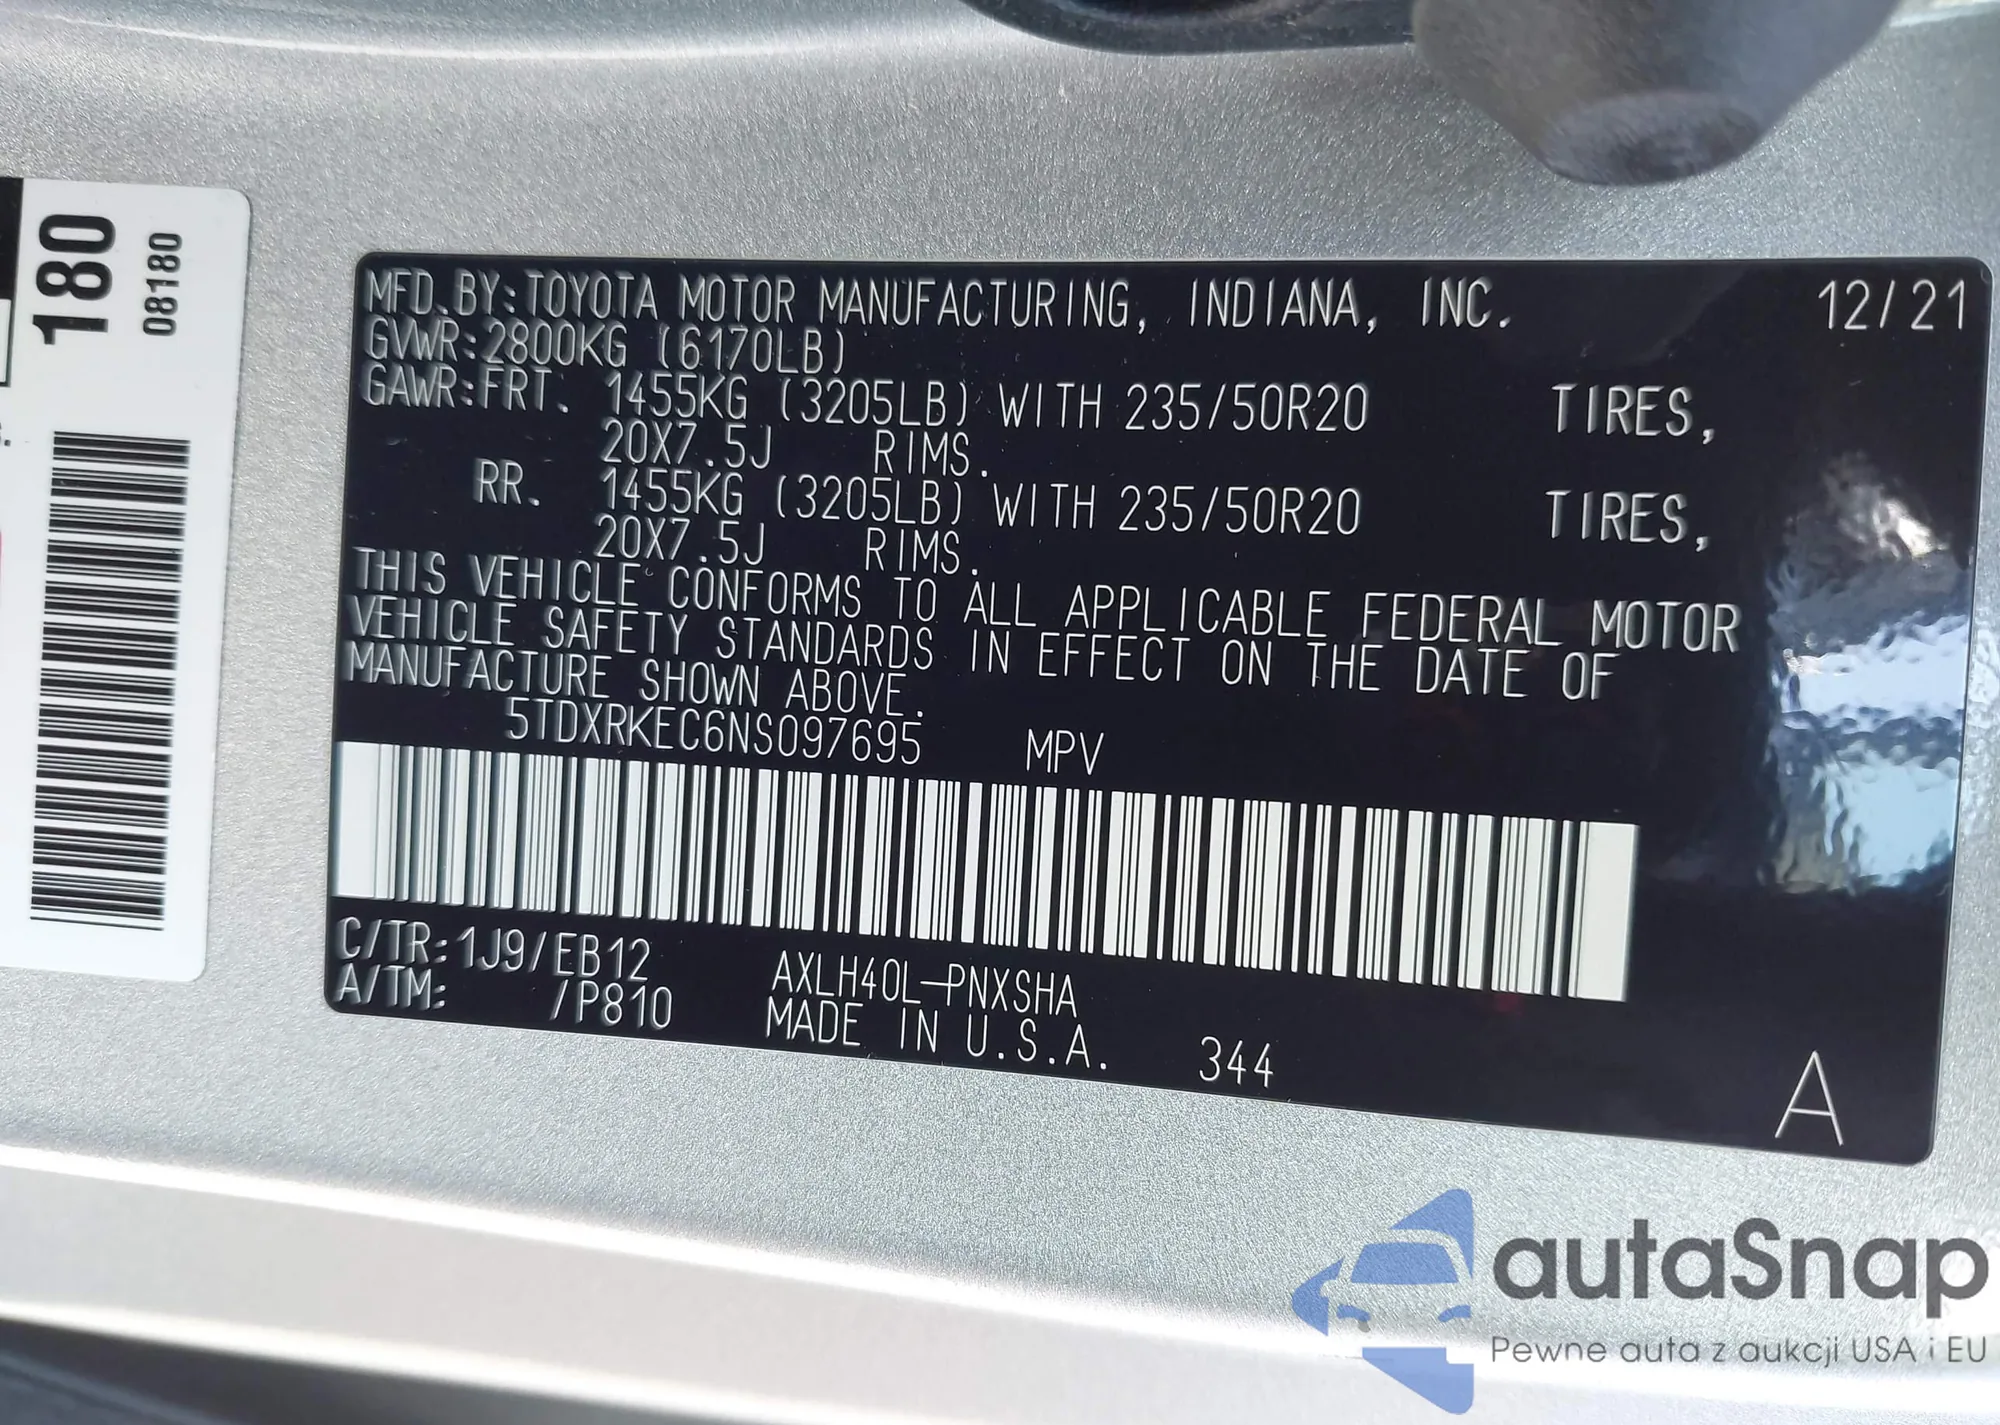 180
08180
MFD.BY:TOYOTA MOTOR MANUFACTURING, INDIANA, INC. 12/21
GVWR:2800KG (6170LB)
GAWR:FRT. 1455KG (3205LB) WITH 235/50R20 TIRES,
20X7.5J RIMS.
RR. 1455KG (3205LB) WITH 235/50R20 TIRES,
20X7.5J RIMS.
THIS VEHICLE CONFORMS TO ALL APPLICABLE FEDERAL MOTOR
VEHICLE SAFETY STANDARDS IN EFFECT ON THE DATE OF
MANUFACTURE SHOWN ABOVE.
5TDXRKEC6NS097695 MPV
C/TR:1J9/EB12 AXLH40L-PNXSHA
A/TM: /P810 MADE IN U.S.A. 344
A
autoSnap
Pewne auta z aukcji USA i EU